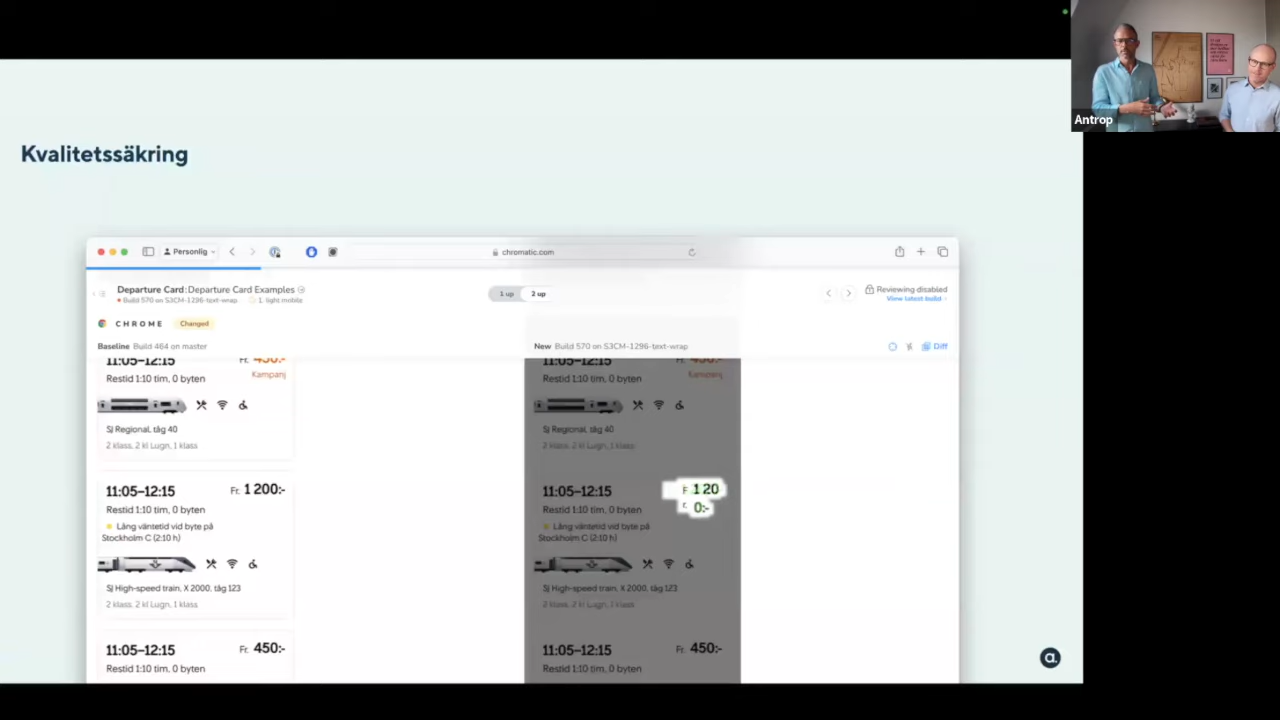 Antrop
Kvalitetssäkring
Personlig
chromatic.com
Departure Card: Departure Card Examples
Build 570 on S3CM-1296-text-wrap
1. light mobile
1 up
2 up
Reviewing disabled
View latest build
CHROME
Changed
Baseline Build 464 on master
New Build 570 on S3CM-1296-text-wrap
Diff
11:05–12:15 Fr. 450:-
Restid 1:10 tim, 0 byten
Kampanj
SJ Regional, tåg 40
2 klass, 2 kl Lugn, 1 klass
11:05–12:15 Fr. 1 200:-
Restid 1:10 tim, 0 byten
Lång väntetid vid byte på
Stockholm C (2:10 h)
SJ High-speed train, X 2000, tåg 123
2 klass, 2 kl Lugn, 1 klass
11:05–12:15 Fr. 450:-
Restid 1:10 tim, 0 byten
11:05–12:15 Fr. 450:-
Restid 1:10 tim, 0 byten
Kampanj
SJ Regional, tåg 40
2 klass, 2 kl Lugn, 1 klass
11:05–12:15 F 1 20
r. 0:-
Restid 1:10 tim, 0 byten
Lång väntetid vid byte på
Stockholm C (2:10 h)
SJ High-speed train, X 2000, tåg 123
2 klass, 2 kl Lugn, 1 klass
11:05–12:15 Fr. 450:-
Restid 1:10 tim, 0 byten
a.